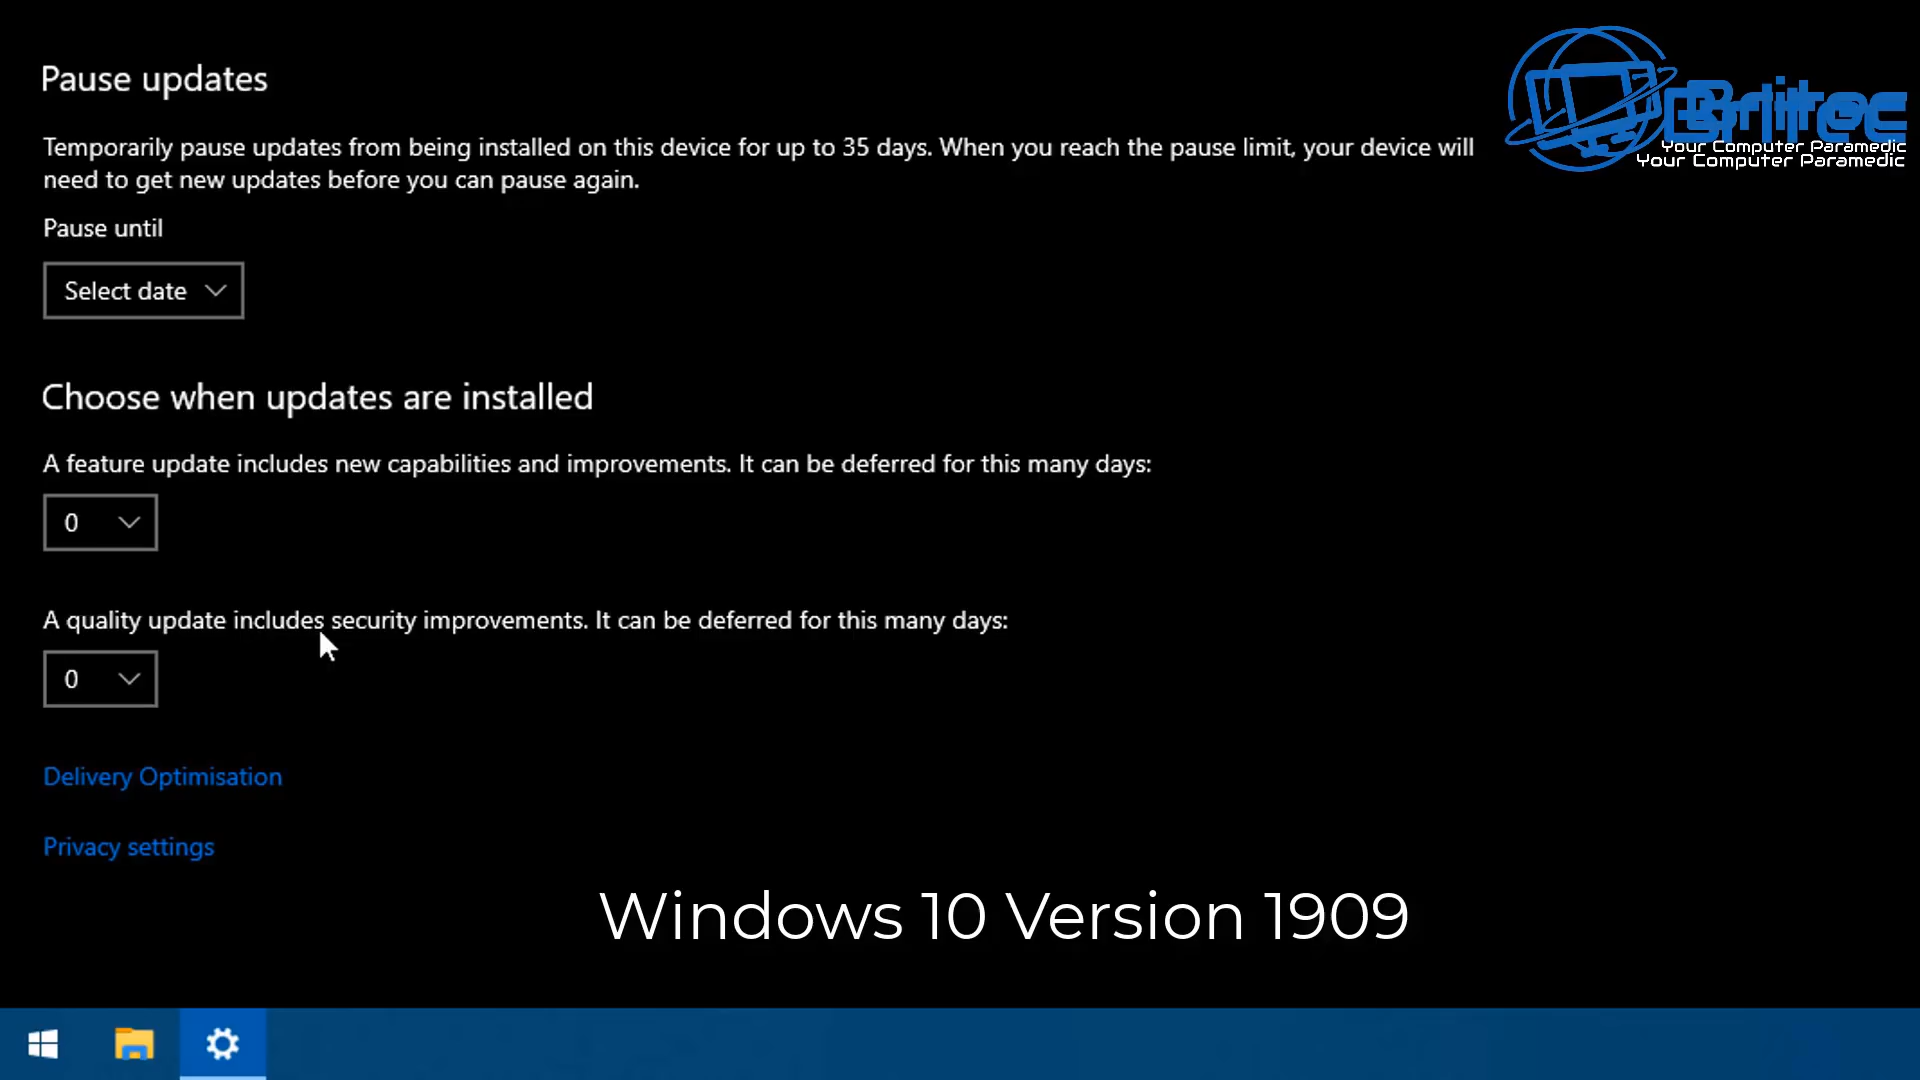 Pause updates
Britec
Your Computer Paramedic
Your Computer Paramedic
Temporarily pause updates from being installed on this device for up to 35 days. When you reach the pause limit, your device will
need to get new updates before you can pause again.
Pause until
Select date
Choose when updates are installed
A feature update includes new capabilities and improvements. It can be deferred for this many days:
0
A quality update includes security improvements. It can be deferred for this many days:
0
Delivery Optimisation
Privacy settings
Windows 10 Version 1909